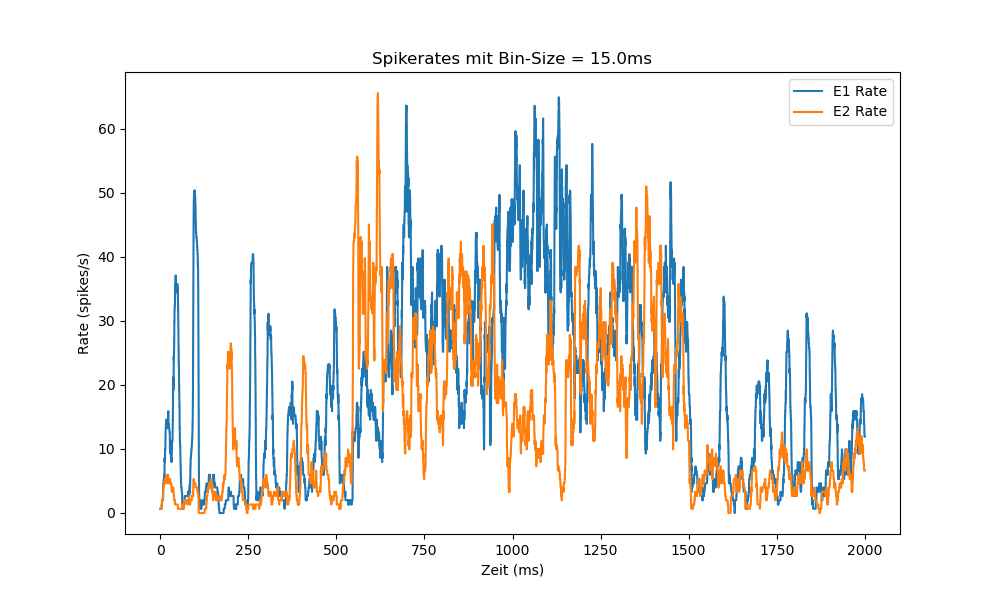 Spikerates mit Bin-Size = 15.0ms
E1 Rate
E2 Rate
Rate (spikes/s)
60
50
40
30
20
10
0
0 250 500 750 1000 1250 1500 1750 2000
Zeit (ms)